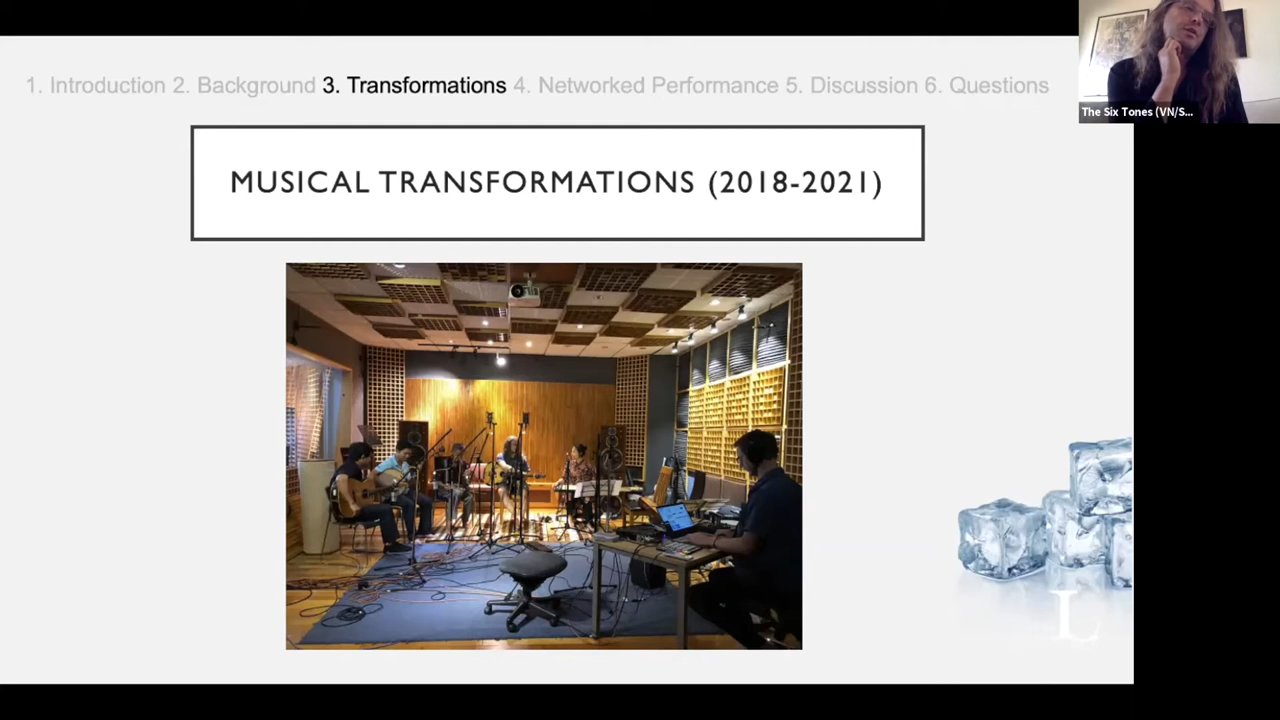 1. Introduction 2. Background 3. Transformations 4. Networked Performance 5. Discussion 6. Questions
The Six Tones (VN/S...
MUSICAL TRANSFORMATIONS (2018-2021)
L